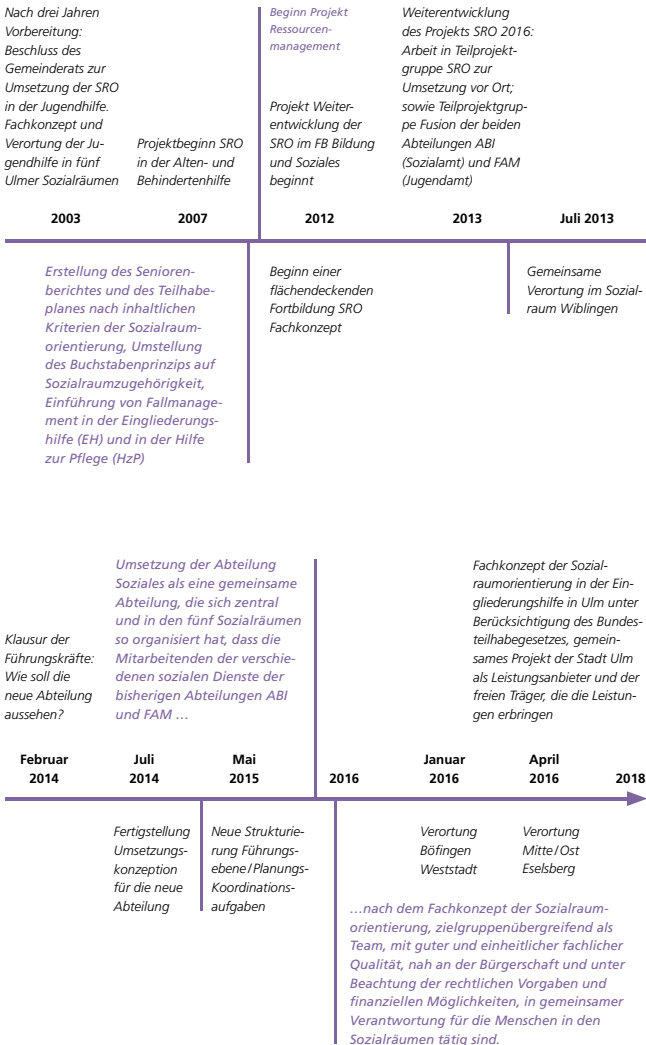 Nach drei Jahren
Vorbereitung:
Beschluss des
Gemeinderats zur
Umsetzung der SRO
in der Jugendhilfe.
Fachkonzept und
Verortung der Ju-
gendhilfe in fünf
Ulmer Sozialräumen
Projektbeginn SRO
in der Alten- und
Behindertenhilfe
Beginn Projekt
Ressourcen-
management
Projekt Weiter-
entwicklung der
SRO im FB Bildung
und Soziales
beginnt
Weiterentwicklung
des Projekts SRO 2016:
Arbeit in Teilprojekt-
gruppe SRO zur
Umsetzung vor Ort;
sowie Teilprojektgrup-
pe Fusion der beiden
Abteilungen ABI
(Sozialamt) und FAM
(Jugendamt)
2003 2007 2012 2013 Juli 2013
Erstellung des Senioren-
berichtes und des Teilhabe-
planes nach inhaltlichen
Kriterien der Sozialraum-
orientierung, Umstellung
des Buchstabenprinzips auf
Sozialraumzugehörigkeit,
Einführung von Fallmanage-
ment in der Eingliederungs-
hilfe (EH) und in der Hilfe
zur Pflege (HzP)
Beginn einer
flächendeckenden
Fortbildung SRO
Fachkonzept
Gemeinsame
Verortung im Sozial-
raum Wiblingen
Klausur der
Führungskräfte:
Wie soll die
neue Abteilung
aussehen?
Umsetzung der Abteilung
Soziales als eine gemeinsame
Abteilung, die sich zentral
und in den fünf Sozialräumen
so organisiert hat, dass die
Mitarbeitenden der verschie-
denen sozialen Dienste der
bisherigen Abteilungen ABI
und FAM …
Fachkonzept der Sozial-
raumorientierung in der Ein-
gliederungshilfe in Ulm unter
Berücksichtigung des Bundes-
teilhabegesetzes, gemein-
sames Projekt der Stadt Ulm
als Leistungsanbieter und der
freien Träger, die die Leistun-
gen erbringen
Februar
2014
Juli
2014
Mai
2015
2016
Januar
2016
April
2016
2018
Fertigstellung
Umsetzungs-
konzeption
für die neue
Abteilung
Neue Strukturie-
rung Führungs-
ebene/Planungs-
Koordinations-
aufgaben
Verortung
Böfingen
Weststadt
Verortung
Mitte/Ost
Eselsberg
…nach dem Fachkonzept der Sozialraum-
orientierung, zielgruppenübergreifend als
Team, mit guter und einheitlicher fachlicher
Qualität, nah an der Bürgerschaft und unter
Beachtung der rechtlichen Vorgaben und
finanziellen Möglichkeiten, in gemeinsamer
Verantwortung für die Menschen in den
Sozialräumen tätig sind.